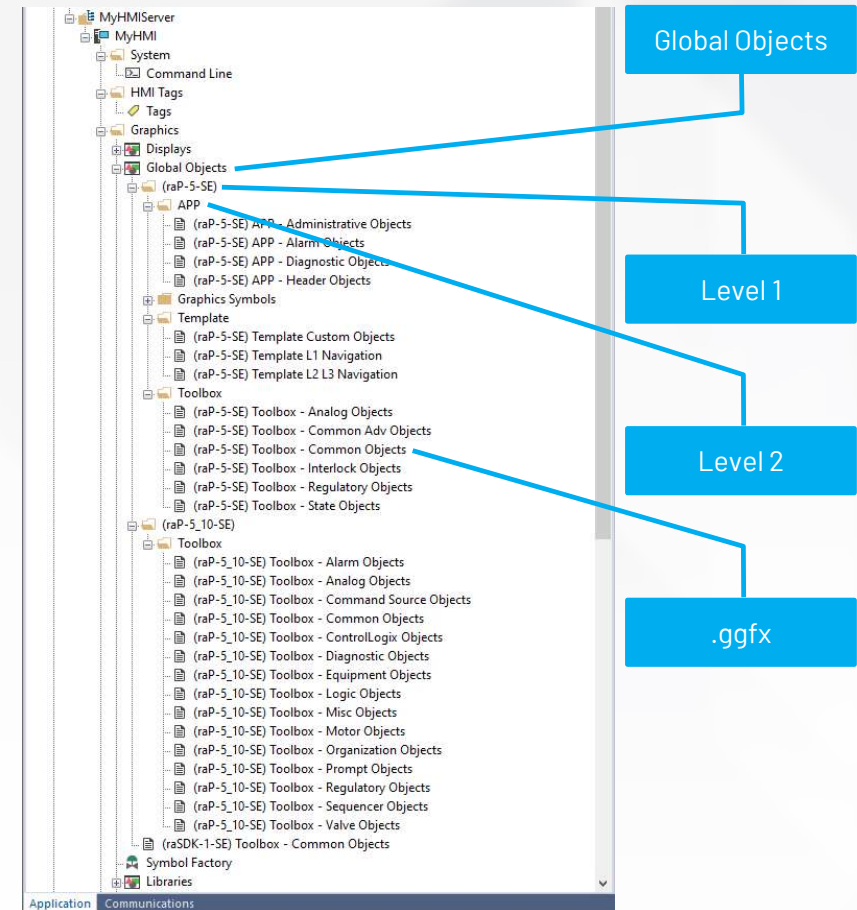 MyHMIServer
MyHMI
System
Command Line
HMI Tags
Tags
Graphics
Displays
Global Objects
(raP-5-SE)
APP
(raP-5-SE) APP - Administrative Objects
(raP-5-SE) APP - Alarm Objects
(raP-5-SE) APP - Diagnostic Objects
(raP-5-SE) APP - Header Objects
Graphics Symbols
Template
(raP-5-SE) Template Custom Objects
(raP-5-SE) Template L1 Navigation
(raP-5-SE) Template L2 L3 Navigation
Toolbox
(raP-5-SE) Toolbox - Analog Objects
(raP-5-SE) Toolbox - Common Adv Objects
(raP-5-SE) Toolbox - Common Objects
(raP-5-SE) Toolbox - Interlock Objects
(raP-5-SE) Toolbox - Regulatory Objects
(raP-5-SE) Toolbox - State Objects
(raP-5_10-SE)
Toolbox
(raP-5_10-SE) Toolbox - Alarm Objects
(raP-5_10-SE) Toolbox - Analog Objects
(raP-5_10-SE) Toolbox - Command Source Objects
(raP-5_10-SE) Toolbox - Common Objects
(raP-5_10-SE) Toolbox - ControlLogix Objects
(raP-5_10-SE) Toolbox - Diagnostic Objects
(raP-5_10-SE) Toolbox - Equipment Objects
(raP-5_10-SE) Toolbox - Logic Objects
(raP-5_10-SE) Toolbox - Misc Objects
(raP-5_10-SE) Toolbox - Motor Objects
(raP-5_10-SE) Toolbox - Organization Objects
(raP-5_10-SE) Toolbox - Prompt Objects
(raP-5_10-SE) Toolbox - Regulatory Objects
(raP-5_10-SE) Toolbox - Sequencer Objects
(raP-5_10-SE) Toolbox - Valve Objects
(raSDK-1-SE) Toolbox - Common Objects
Symbol Factory
Libraries
Application Communications
Global Objects
Level 1
Level 2
.ggfx